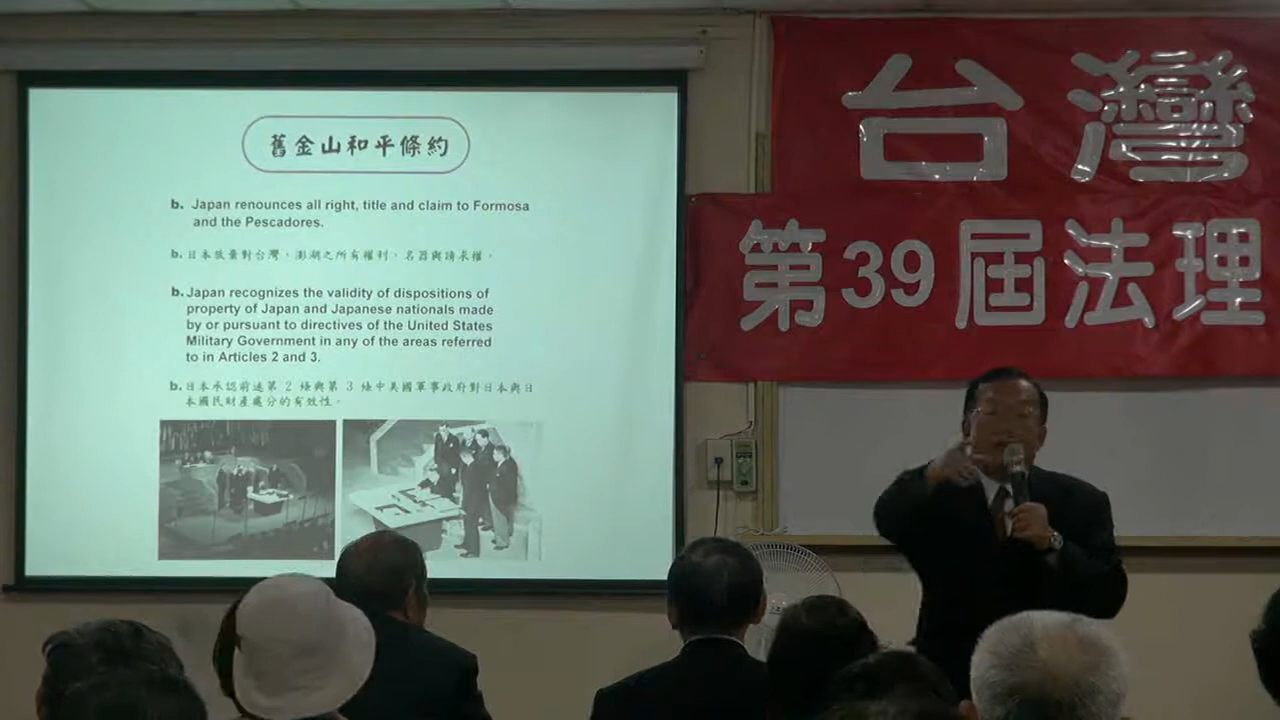 舊金山和平條約
b. Japan renounces all right, title and claim to Formosa
and the Pescadores.
b. 日本放棄對台灣、澎湖之所有權利、名器與請求權。
b. Japan recognizes the validity of dispositions of
property of Japan and Japanese nationals made
by or pursuant to directives of the United States
Military Government in any of the areas referred
to in Articles 2 and 3.
b. 日本承認前述第 2 條與第 3 條中美國軍事政府對日本與日
本國民財產處分的有效性。
台灣
第39屆法理